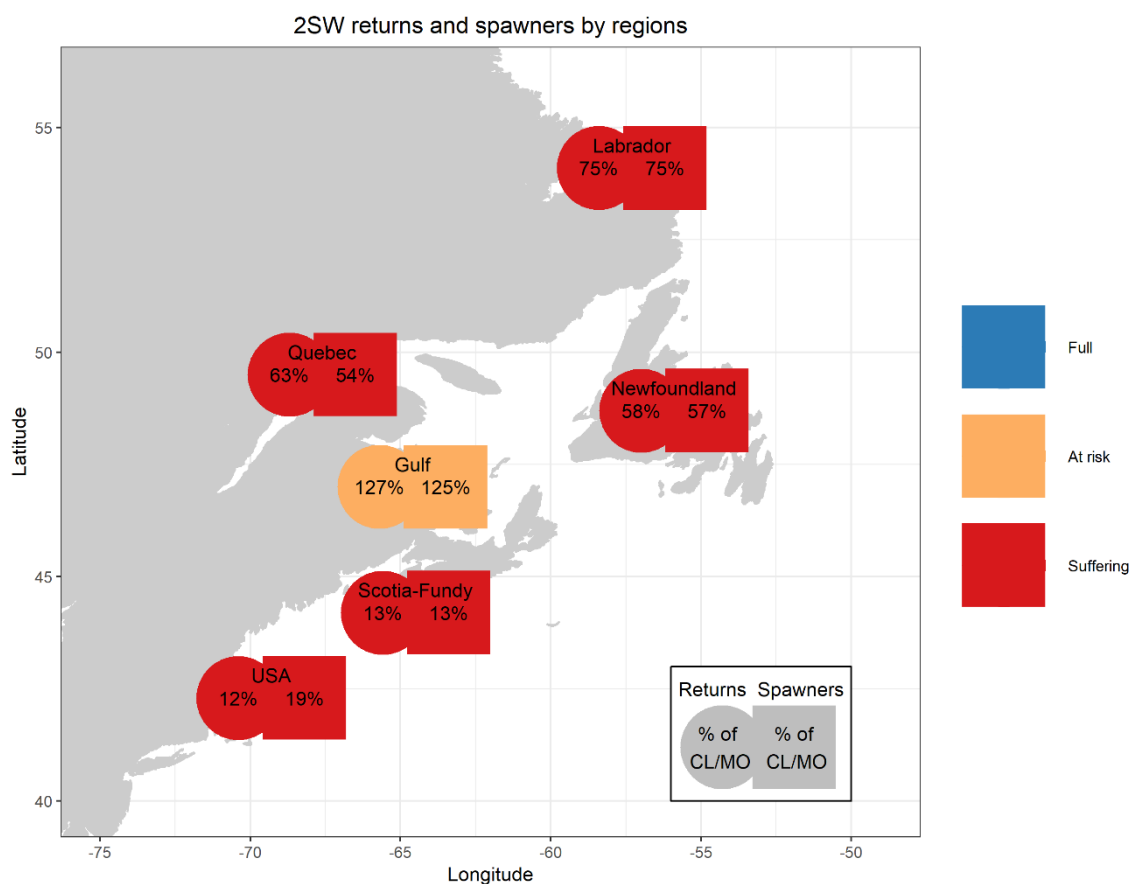 2SW returns and spawners by regions
55
Labrador
75% 75%
50
Quebec
63% 54%
Newfoundland
58% 57%
Full
At risk
Suffering
Latitude
Gulf
127% 125%
45
Scotia-Fundy
13% 13%
USA
12% 19%
Returns Spawners
% of % of
CL/MO CL/MO
40
-75 -70 -65 -60 -55 -50
Longitude